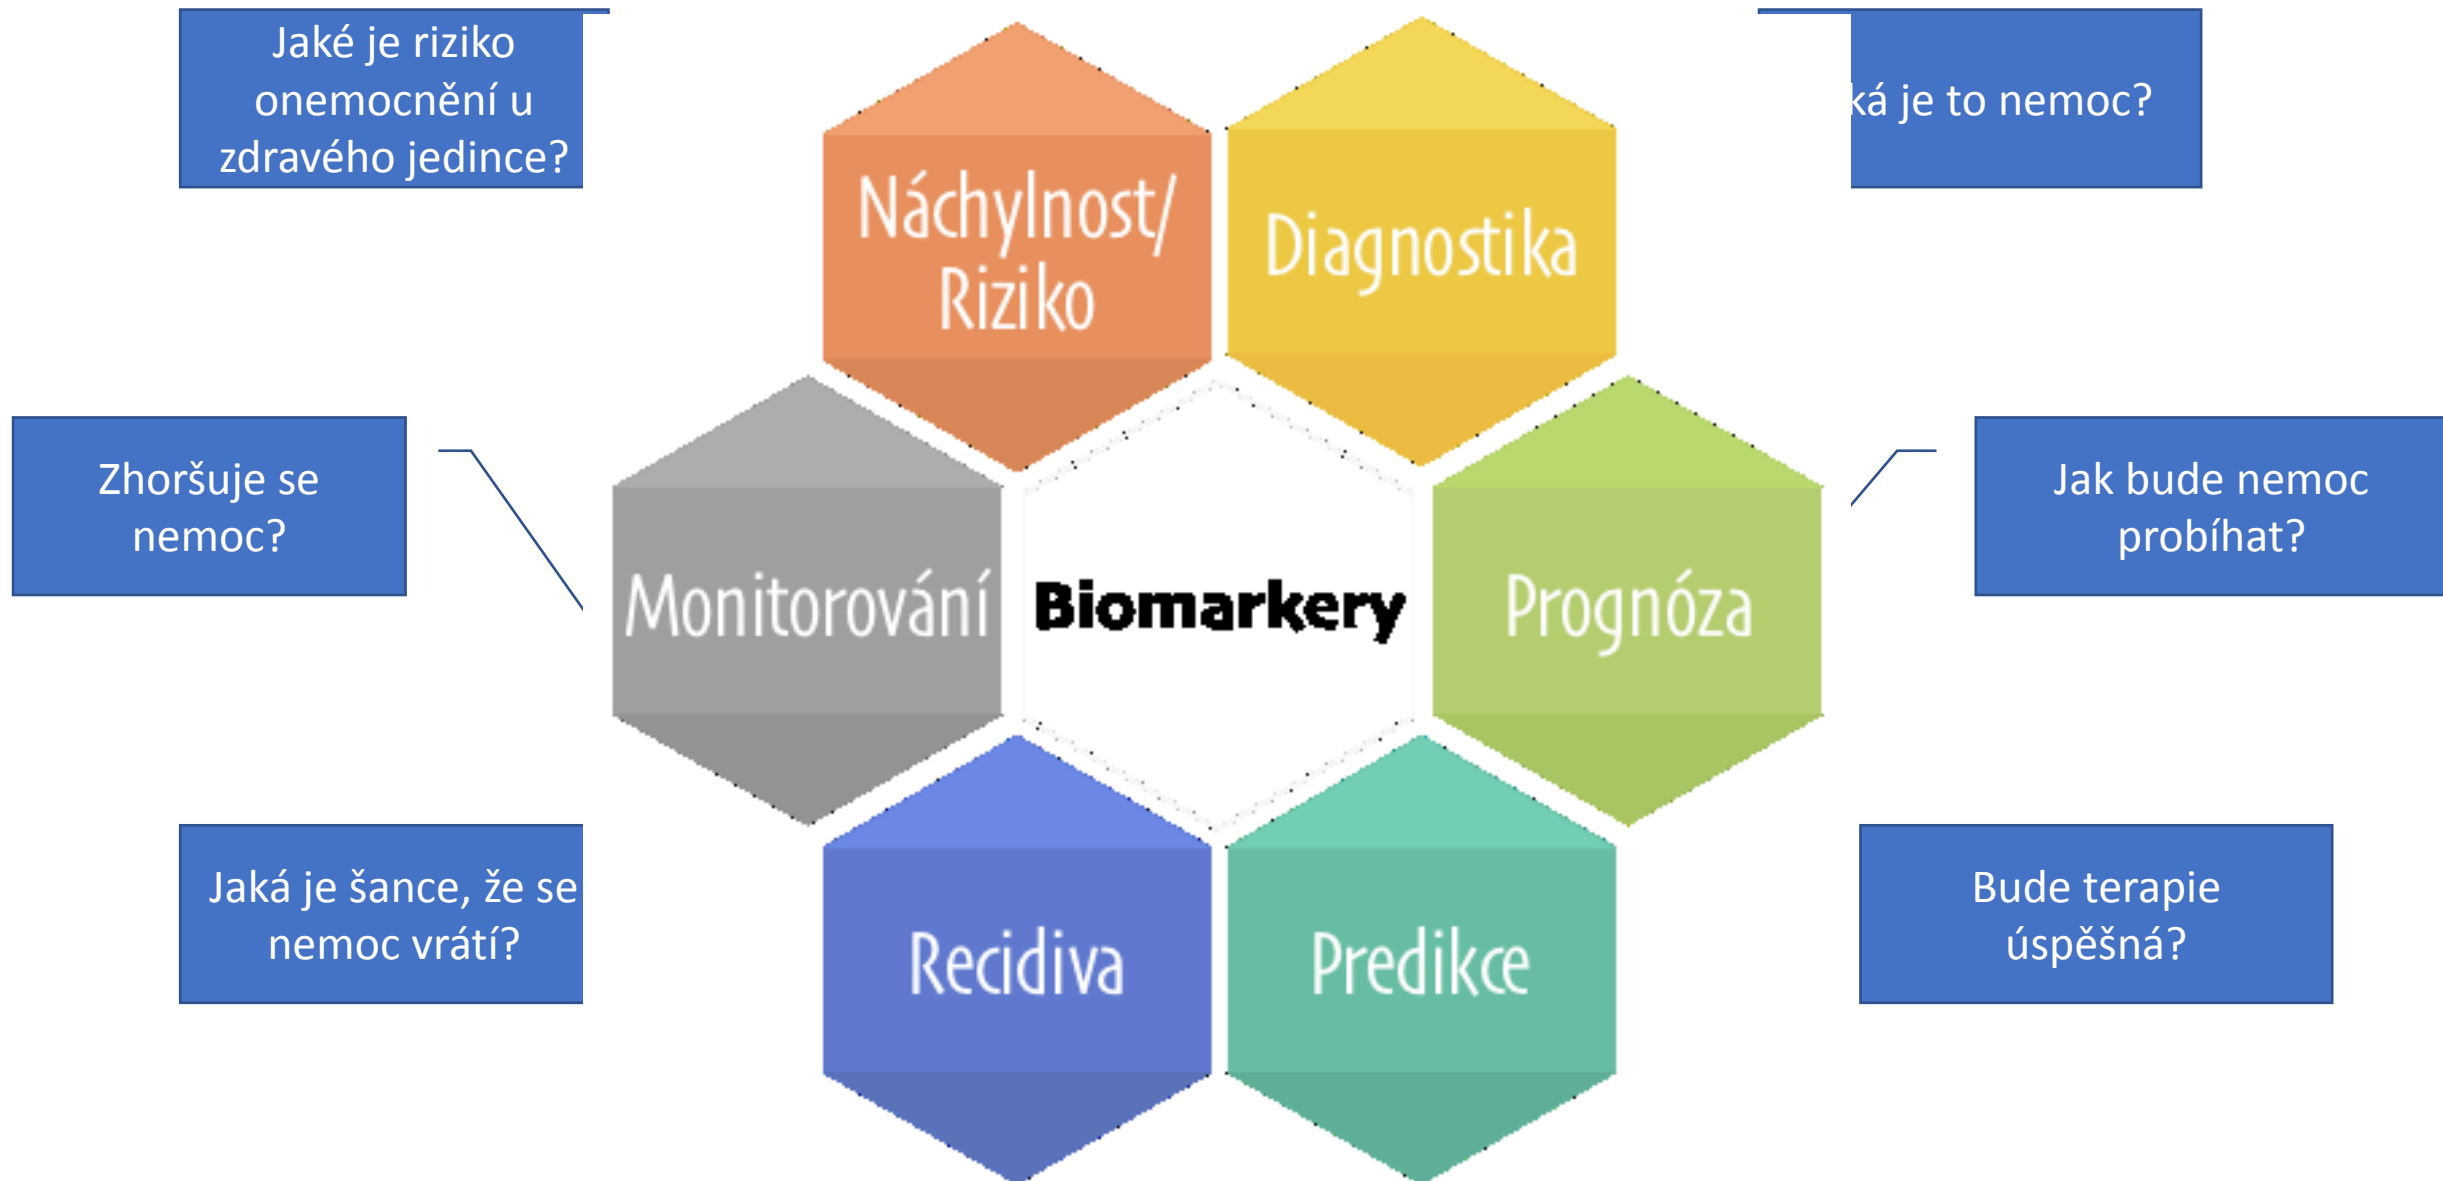 Jaké je riziko
onemocnění u
zdravého jedince?
Náchylnost/
Riziko
Diagnostika
ká je to nemoc?
Zhoršuje se
nemoc?
Monitorování
Biomarkery
Prognóza
Jak bude nemoc
probíhat?
Jaká je šance, že se
nemoc vrátí?
Recidiva
Predikce
Bude terapie
úspěšná?